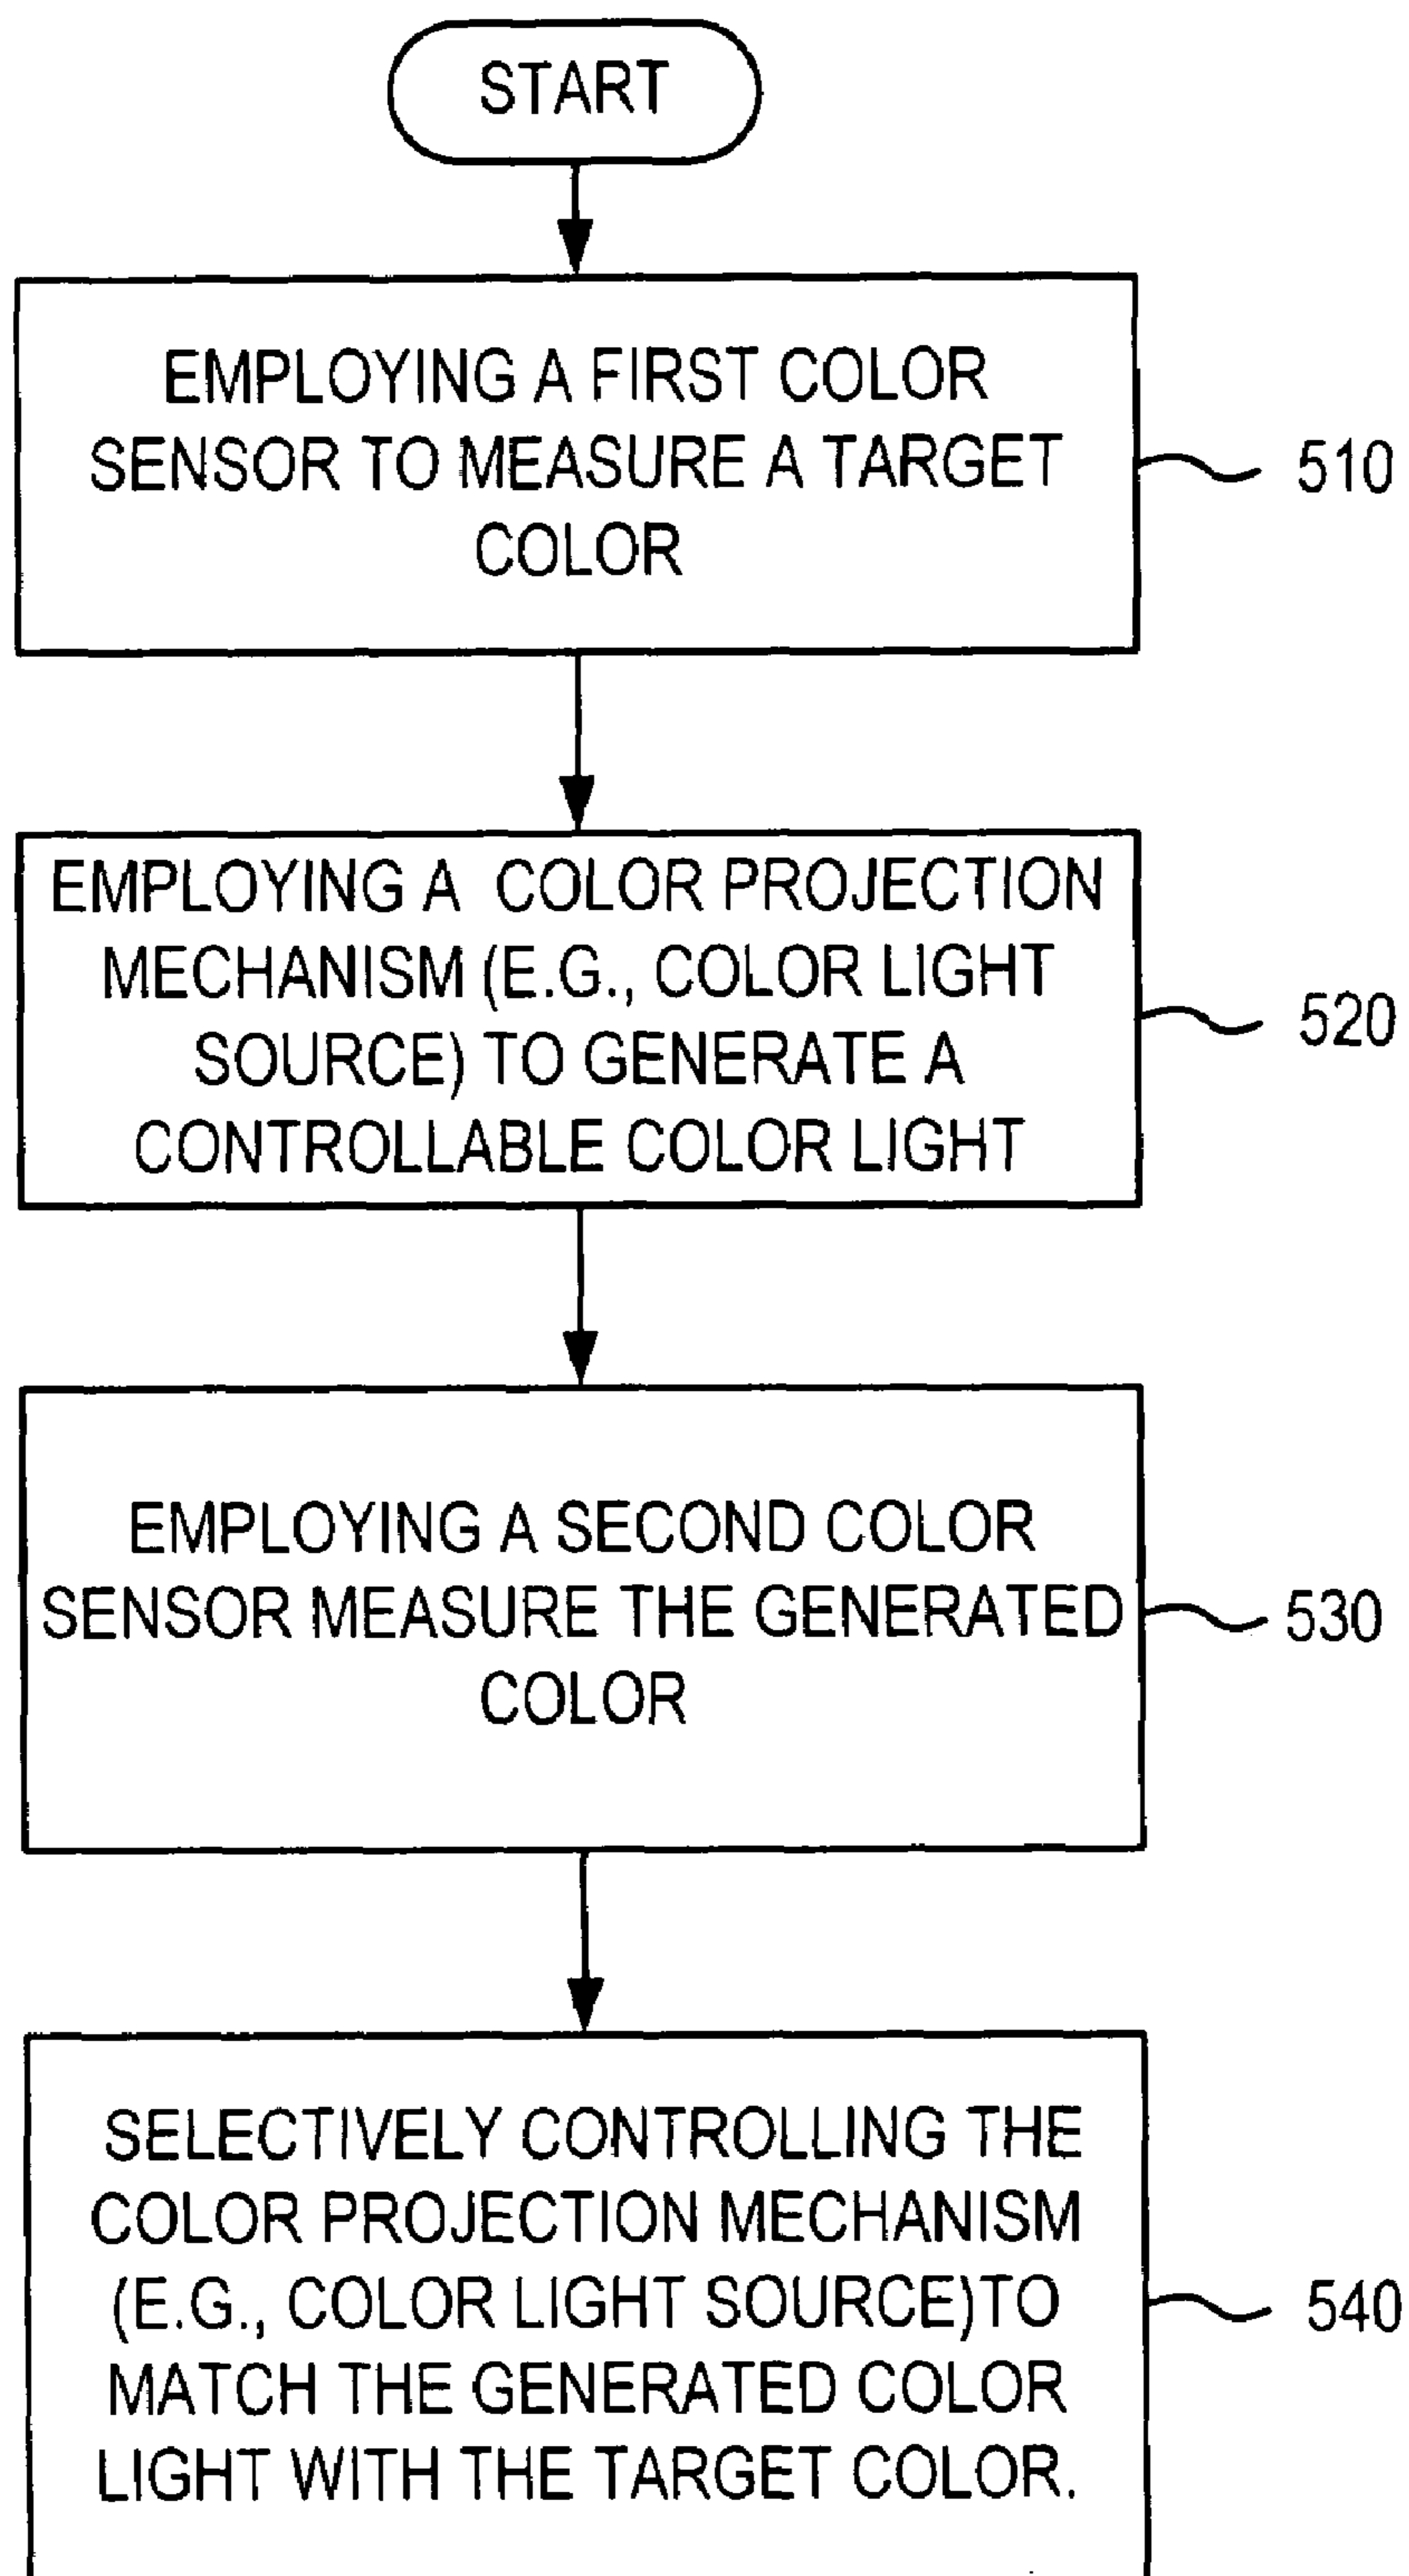 START
EMPLOYING A FIRST COLOR
SENSOR TO MEASURE A TARGET
COLOR
510
EMPLOYING A COLOR PROJECTION
MECHANISM (E.G., COLOR LIGHT
SOURCE) TO GENERATE A
CONTROLLABLE COLOR LIGHT
520
EMPLOYING A SECOND COLOR
SENSOR MEASURE THE GENERATED
COLOR
530
SELECTIVELY CONTROLLING THE
COLOR PROJECTION MECHANISM
(E.G., COLOR LIGHT SOURCE)TO
MATCH THE GENERATED COLOR
LIGHT WITH THE TARGET COLOR.
540